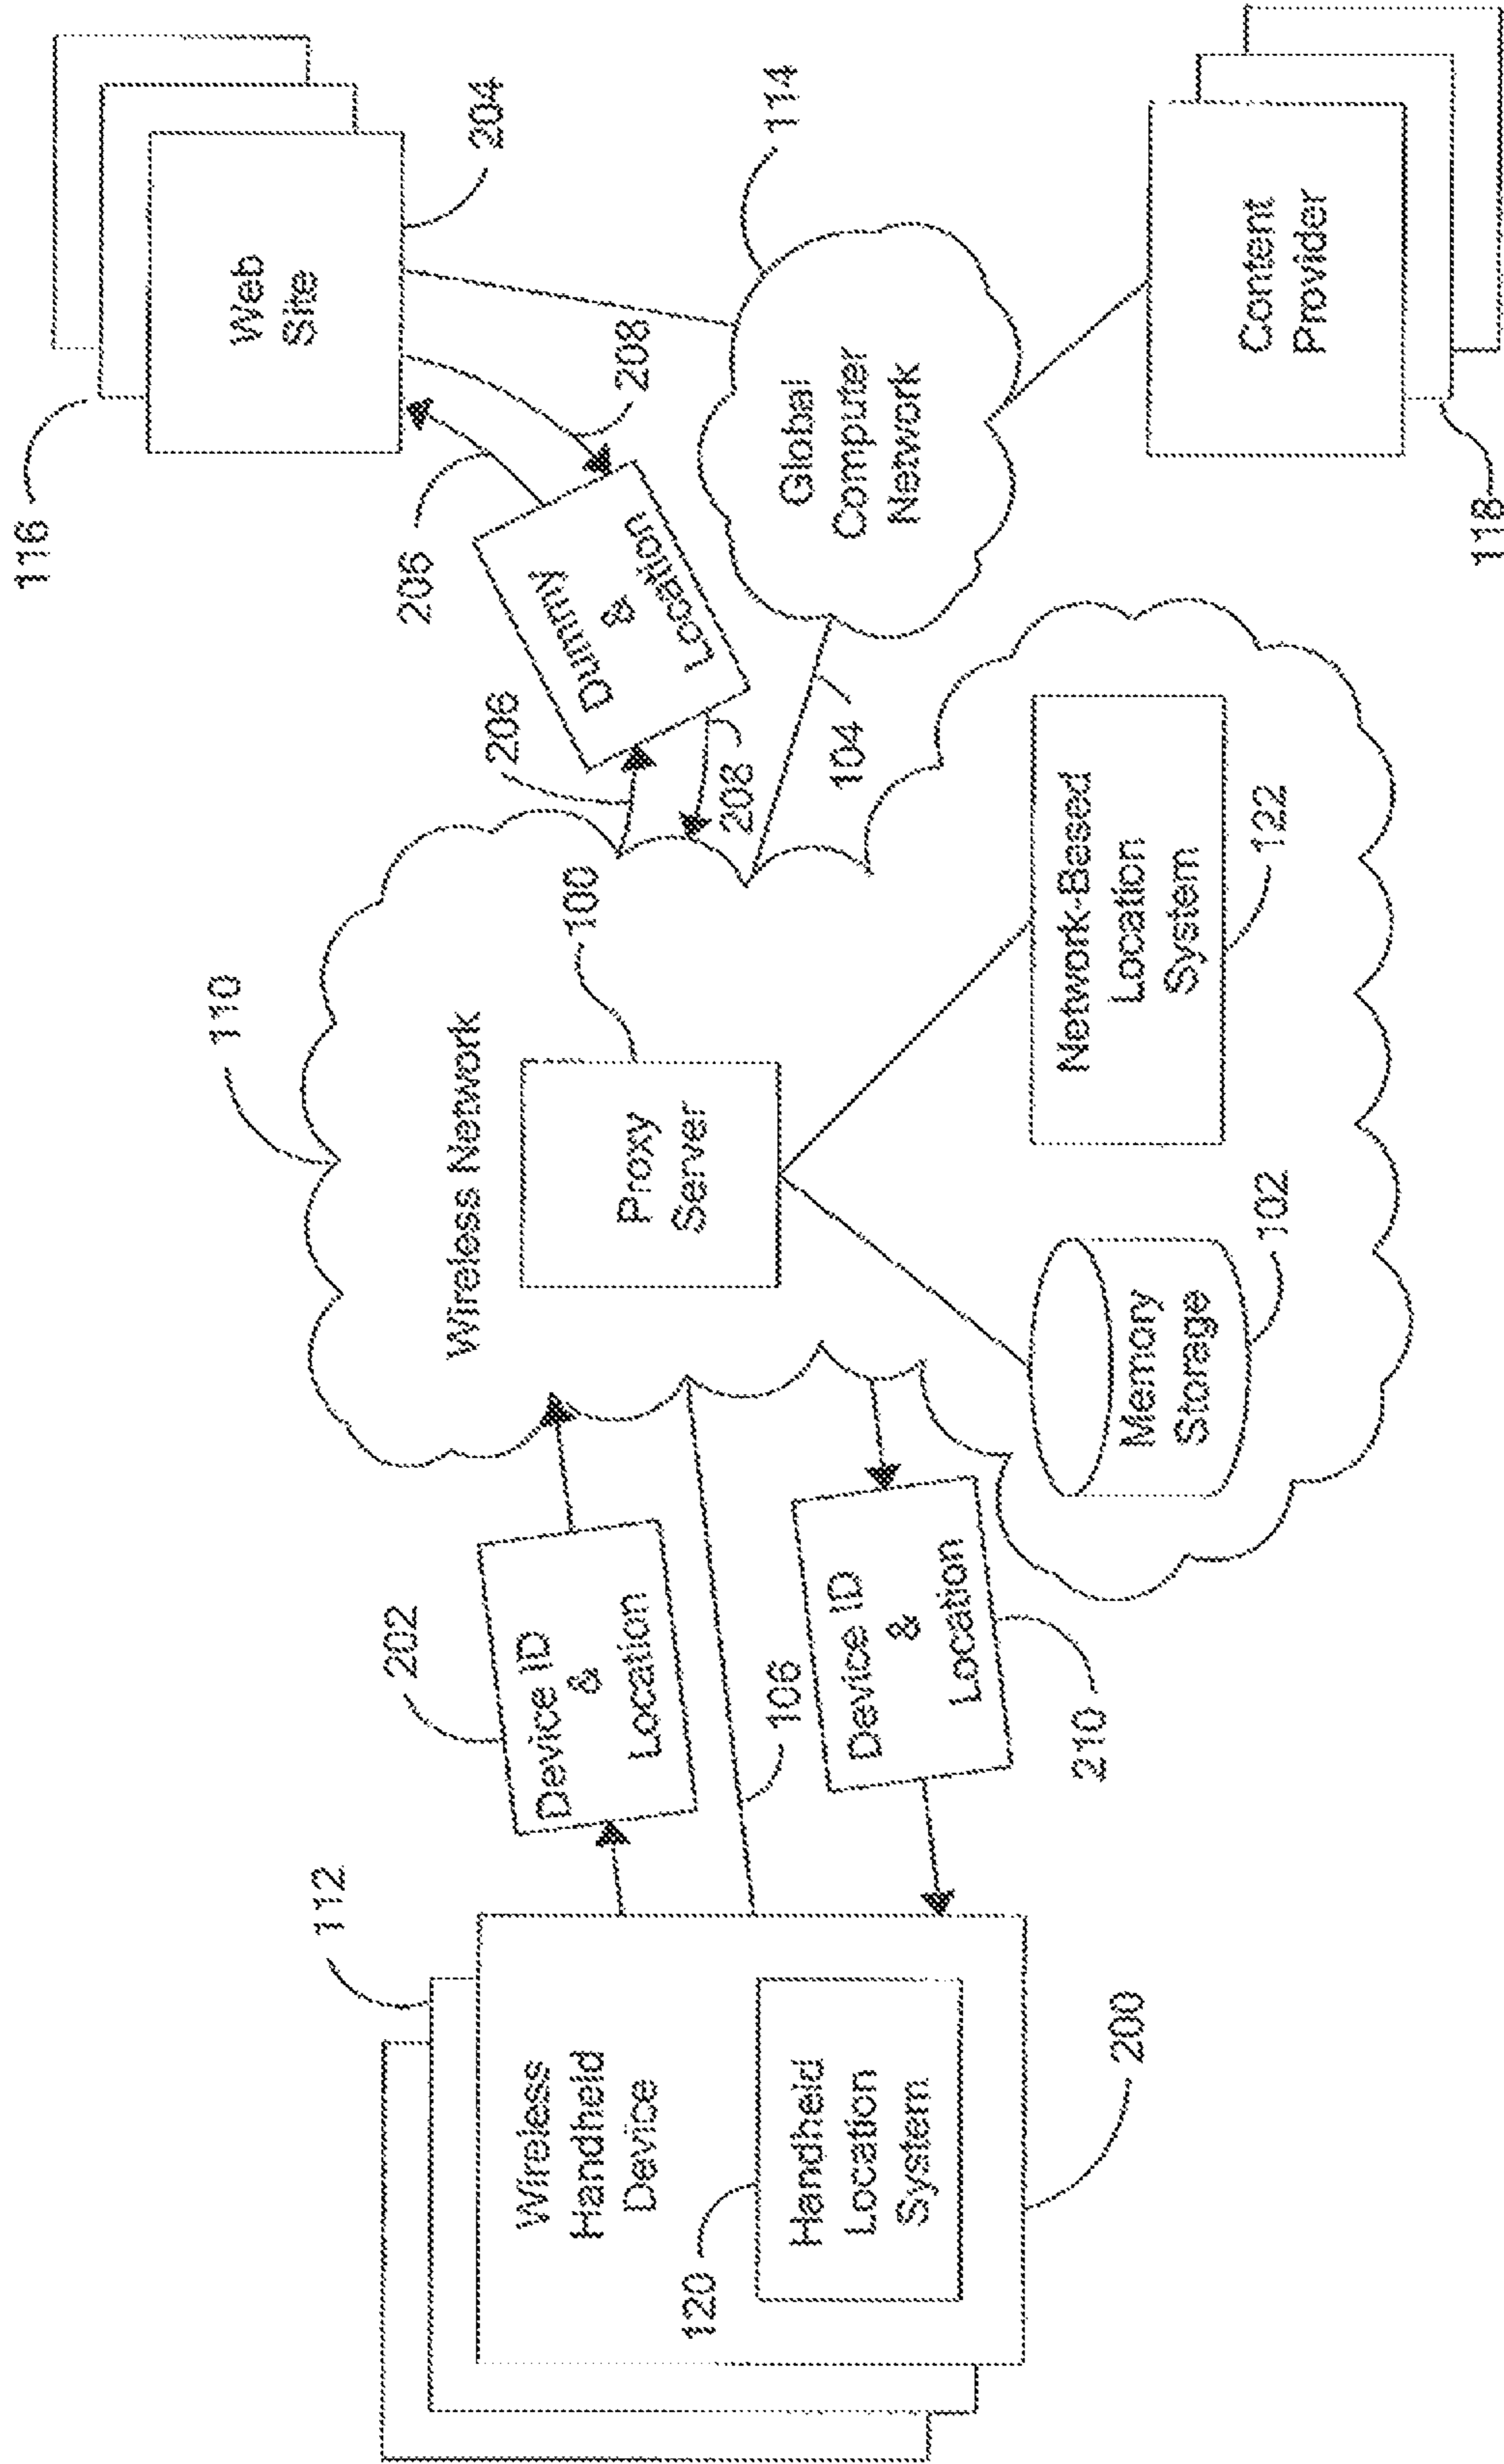 112
Wireless
Handheld
Device
120
Handheld
Location
System
200
202
Device ID
&
Location
106
Device ID
&
Location
210
110
Wireless Network
100
Proxy
Server
Memory
Storage
102
Network-Based
Location
System
122
206
208
Dummy
&
Location
206
208
104
116
Web
Site
204
114
Global
Computer
Network
Content
Provider
118